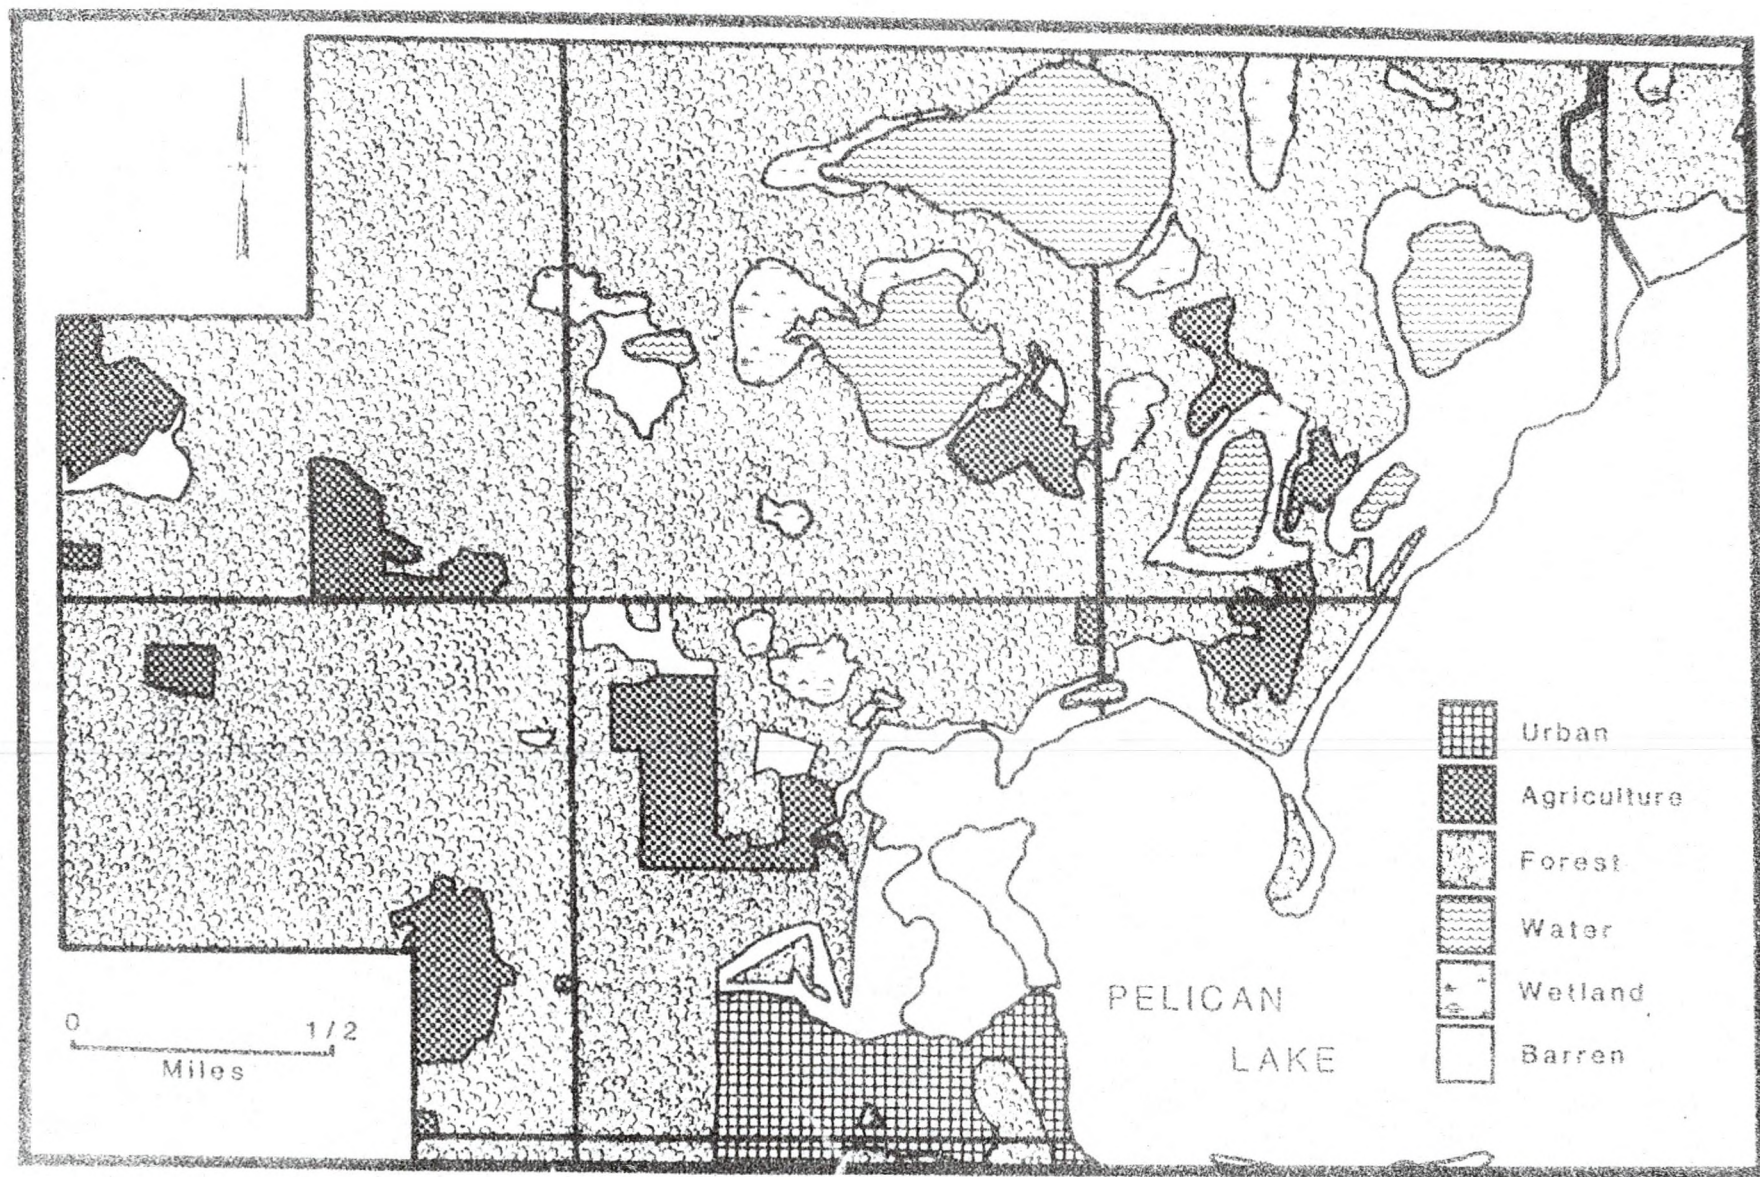 0 1/2
Miles
PELICAN
LAKE
Urban
Agriculture
Forest
Water
Wetland
Barren